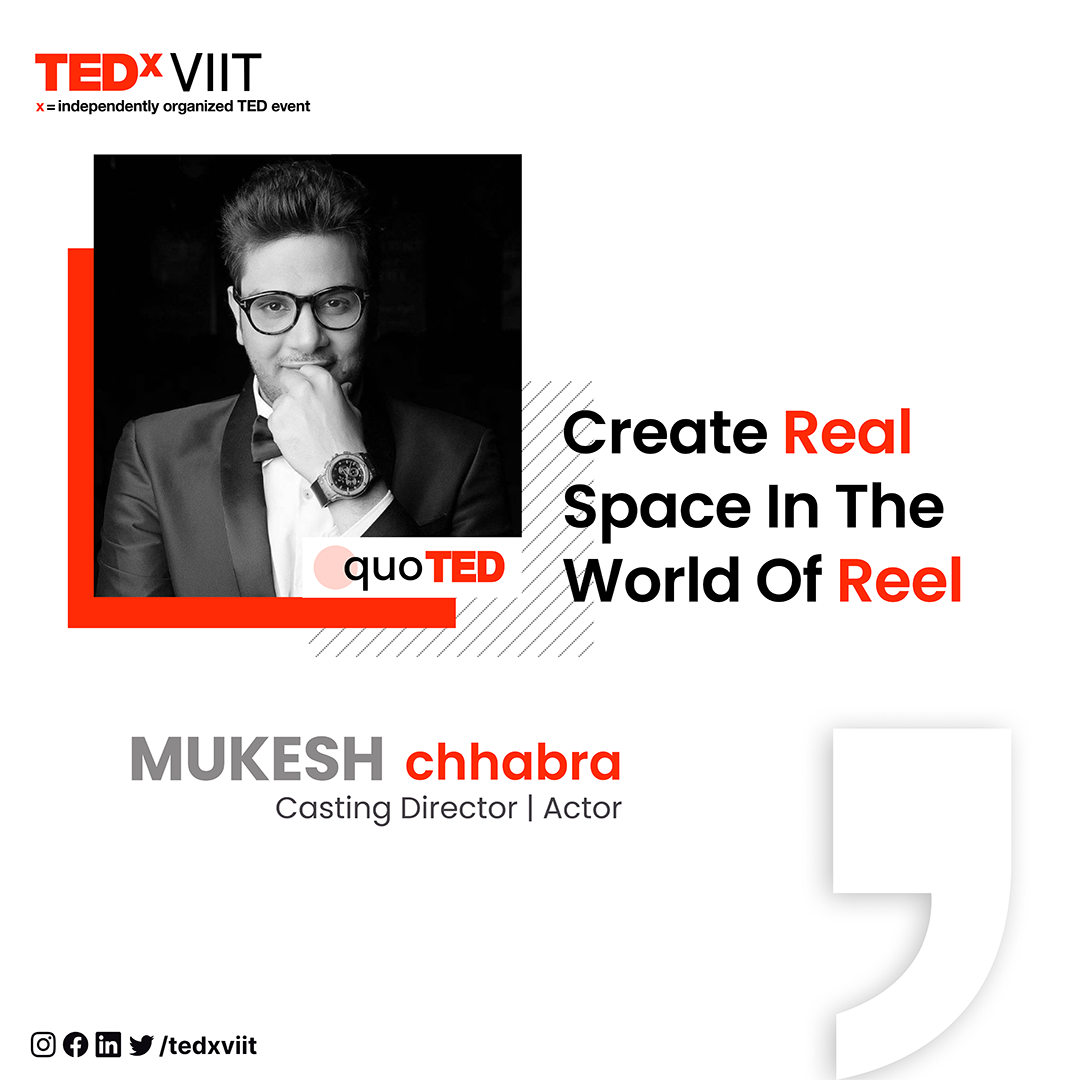 TEDx VIIT
x = independently organized TED event
quoTED
Create Real
Space In The
World Of Reel
MUKESH chhabra
Casting Director | Actor
/tedxviit